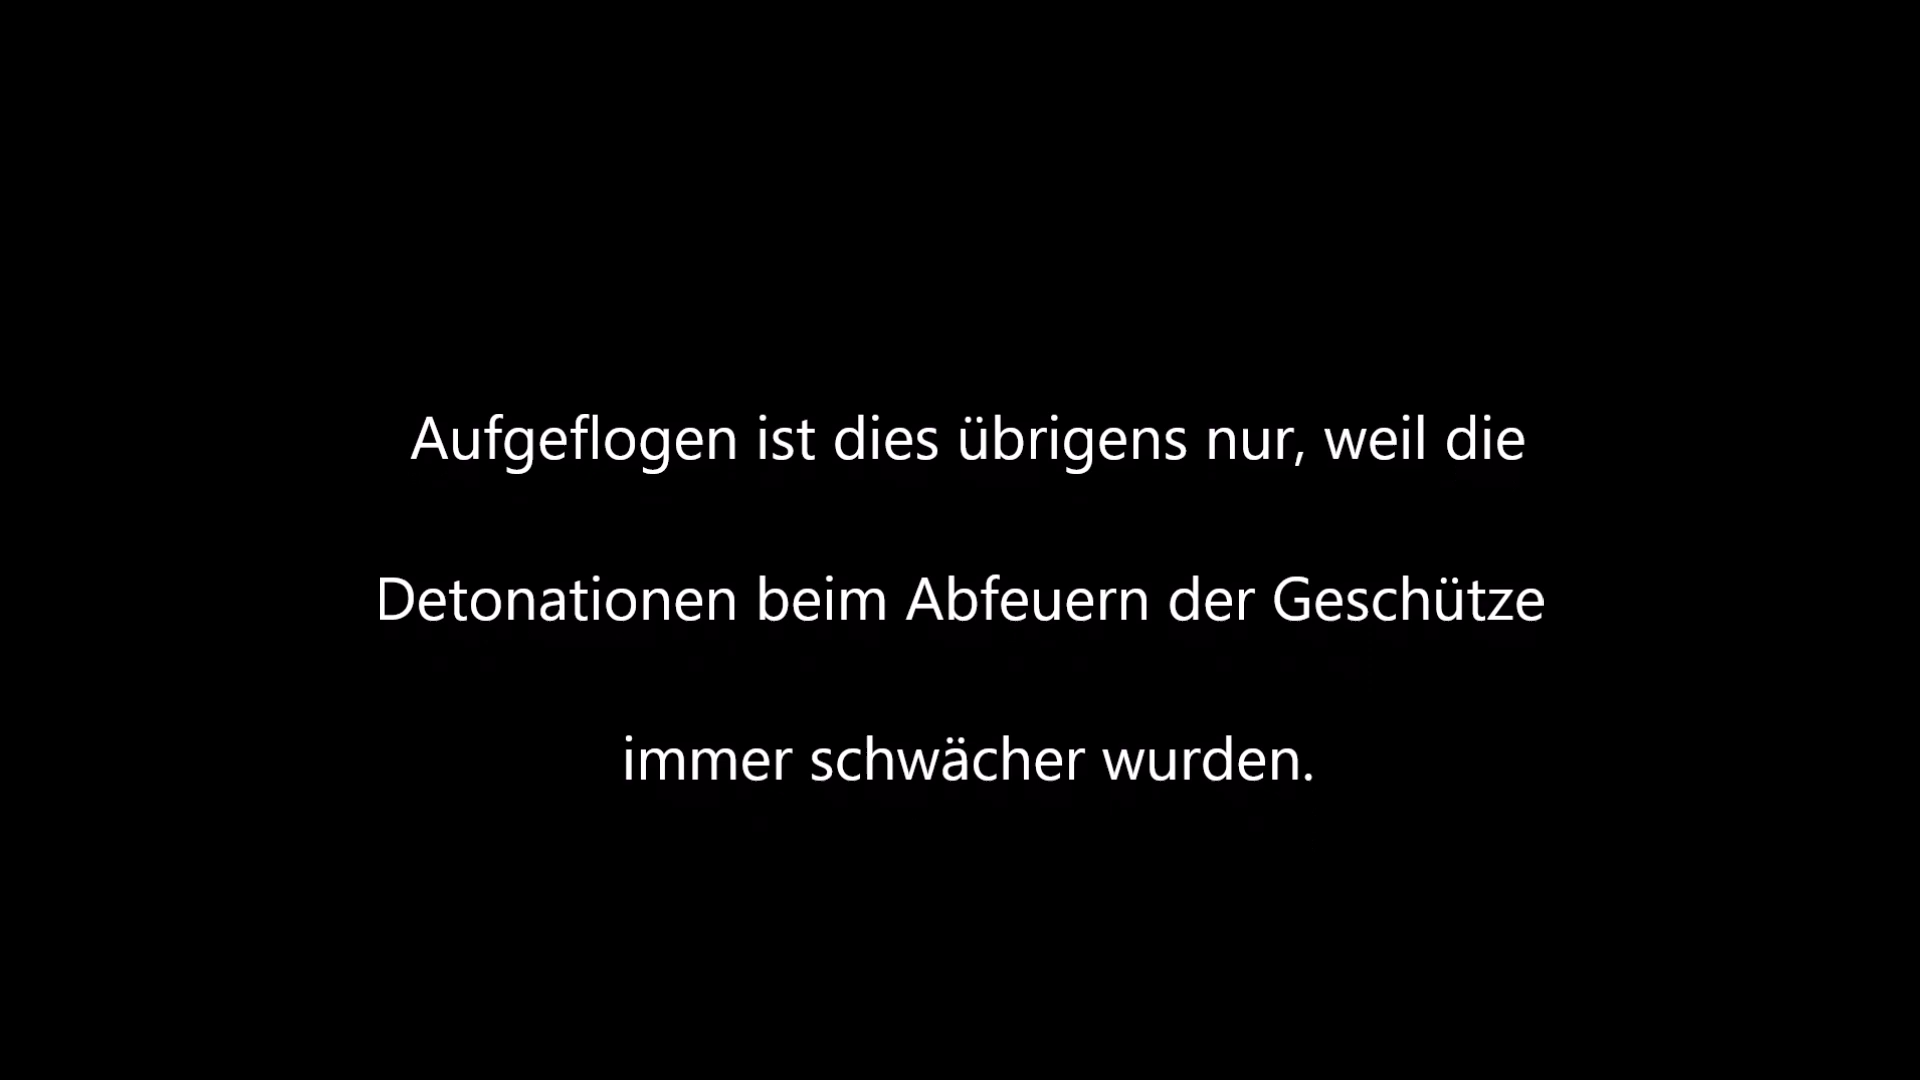 Aufgeflogen ist dies übrigens nur, weil die
Detonationen beim Abfeuern der Geschütze
immer schwächer wurden.